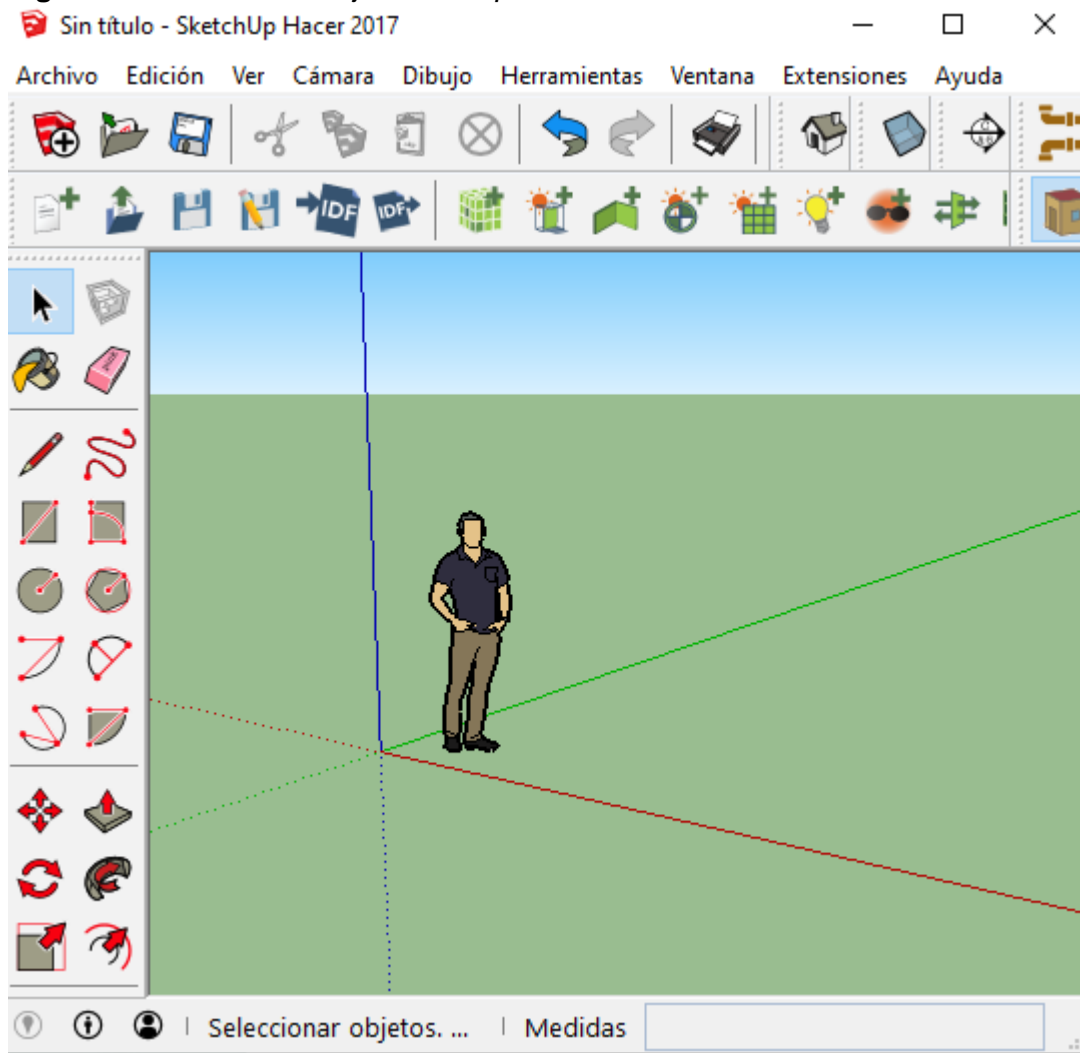 Sin título - SketchUp Hacer 2017
Archivo Edición Ver Cámara Dibujo Herramientas Ventana Extensiones Ayuda
IDF IDF
Seleccionar objetos. ... Medidas